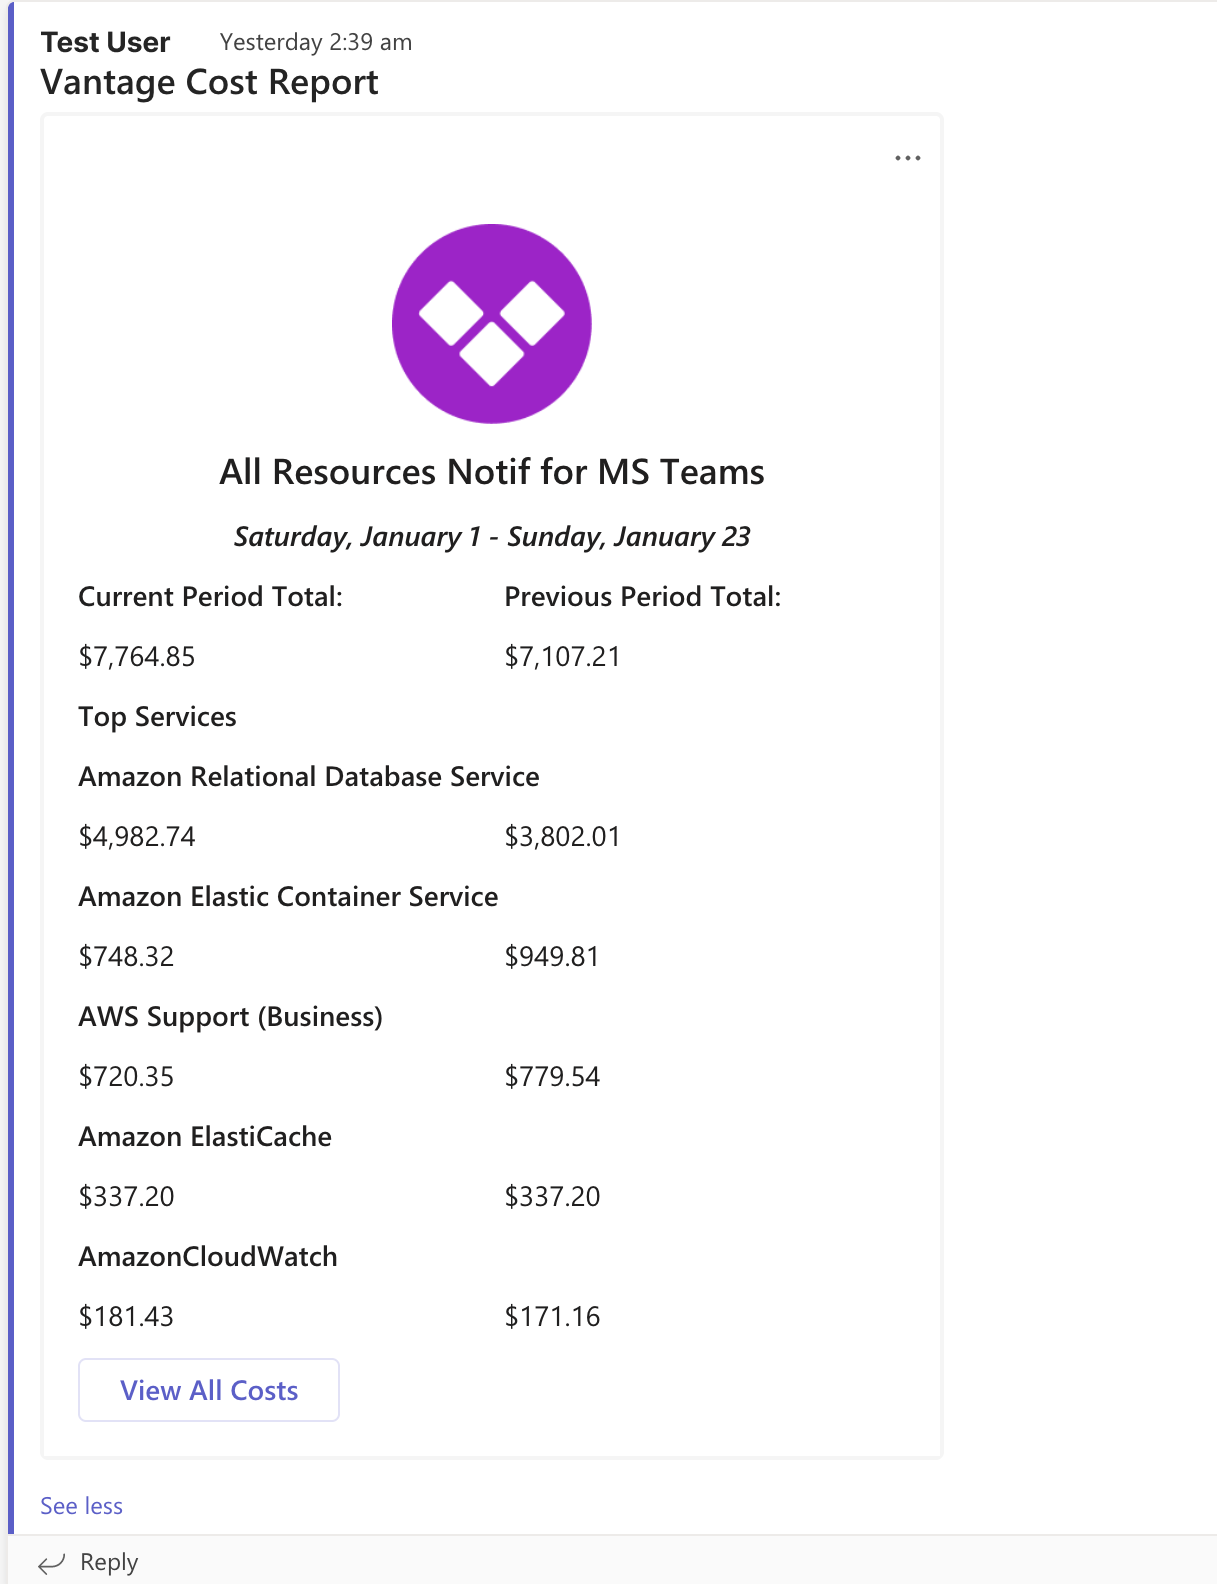 Test User Yesterday 2:39 am
Vantage Cost Report
All Resources Notif for MS Teams
Saturday, January 1 - Sunday, January 23
Current Period Total: Previous Period Total:
$7,764.85 $7,107.21
Top Services
Amazon Relational Database Service
$4,982.74 $3,802.01
Amazon Elastic Container Service
$748.32 $949.81
AWS Support (Business)
$720.35 $779.54
Amazon ElastiCache
$337.20 $337.20
AmazonCloudWatch
$181.43 $171.16
View All Costs
See less
Reply